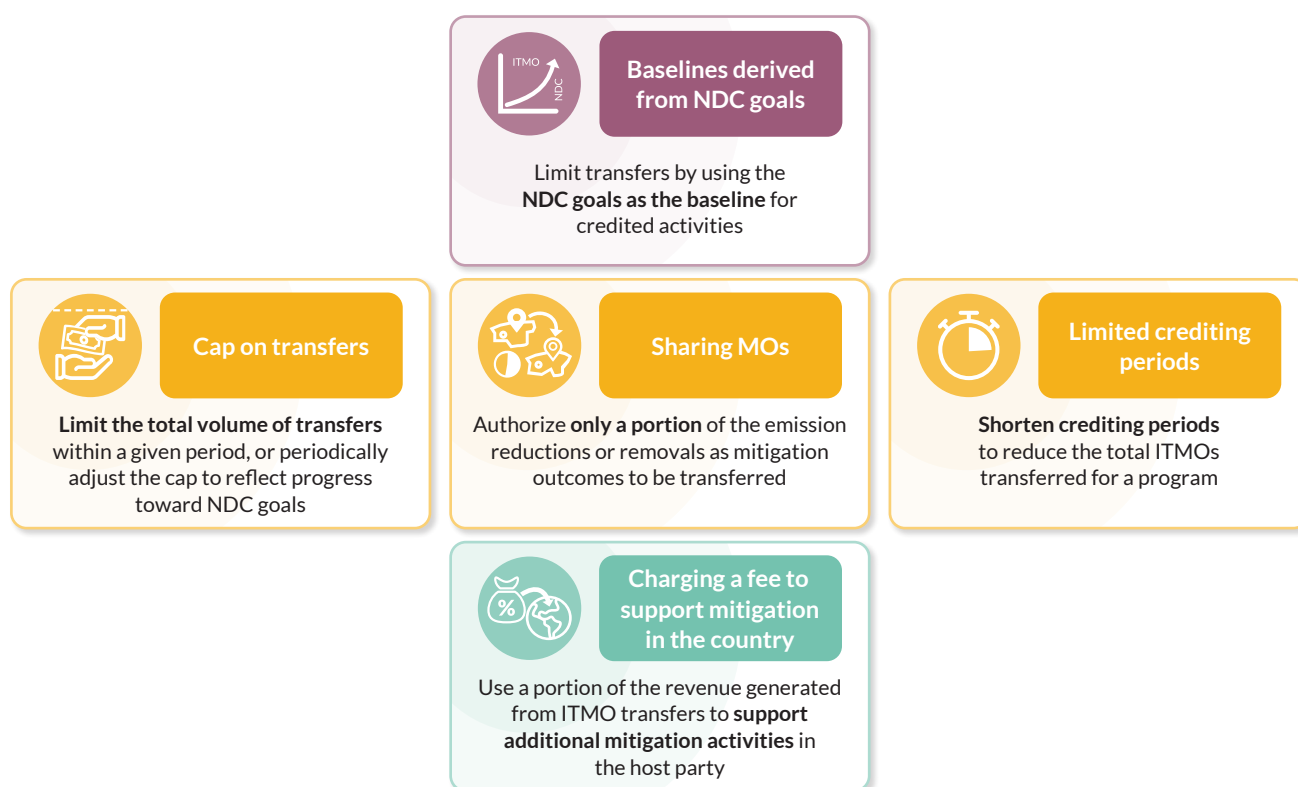 ITMO
NDC
Baselines derived
from NDC goals
Limit transfers by using the
NDC goals as the baseline for
credited activities
Cap on transfers
Limit the total volume of transfers
within a given period, or periodically
adjust the cap to reflect progress
toward NDC goals
Sharing MOs
Authorize only a portion of the emission
reductions or removals as mitigation
outcomes to be transferred
Limited crediting
periods
Shorten crediting periods
to reduce the total ITMOs
transferred for a program
%
Charging a fee to
support mitigation
in the country
Use a portion of the revenue generated
from ITMO transfers to support
additional mitigation activities in
the host party